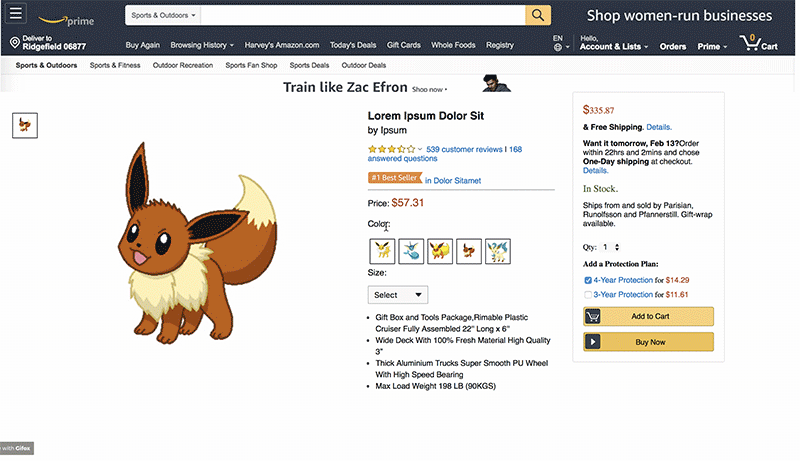 prime
Sports & Outdoors
Shop women-run businesses
Deliver to
Ridgefield 06877
Buy Again
Browsing History
Harvey's Amazon.com
Today's Deals
Gift Cards
Whole Foods
Registry
EN
Hello,
Account & Lists
Orders
Prime
0
Cart
Sports & Outdoors
Sports & Fitness
Outdoor Recreation
Sports Fan Shop
Sports Deals
Outdoor Deals
Train like Zac Efron Shop now
Lorem Ipsum Dolor Sit
by Ipsum
539 customer reviews I 168
answered questions
#1 Best Seller in Dolor Sitamet
Price: $57.31
Color:
Size:
Select
Gift Box and Tools Package,Rimable Plastic
Cruiser Fully Assembled 22" Long x 6"
Wide Deck With 100% Fresh Material High Quality
3"
Thick Aluminium Trucks Super Smooth PU Wheel
With High Speed Bearing
Max Load Weight 198 LB (90KGS)
$335.87
& Free Shipping. Details.
Want it tomorrow, Feb 13?Order
within 22hrs and 2mins and chose
One-Day shipping at checkout.
Details.
In Stock.
Ships from and sold by Parisian,
Runolfsson and Pfannerstill. Gift-wrap
available.
Qty: 1
Add a Protection Plan:
4-Year Protection for $14.29
3-Year Protection for $11.61
Add to Cart
Buy Now
with Gifox